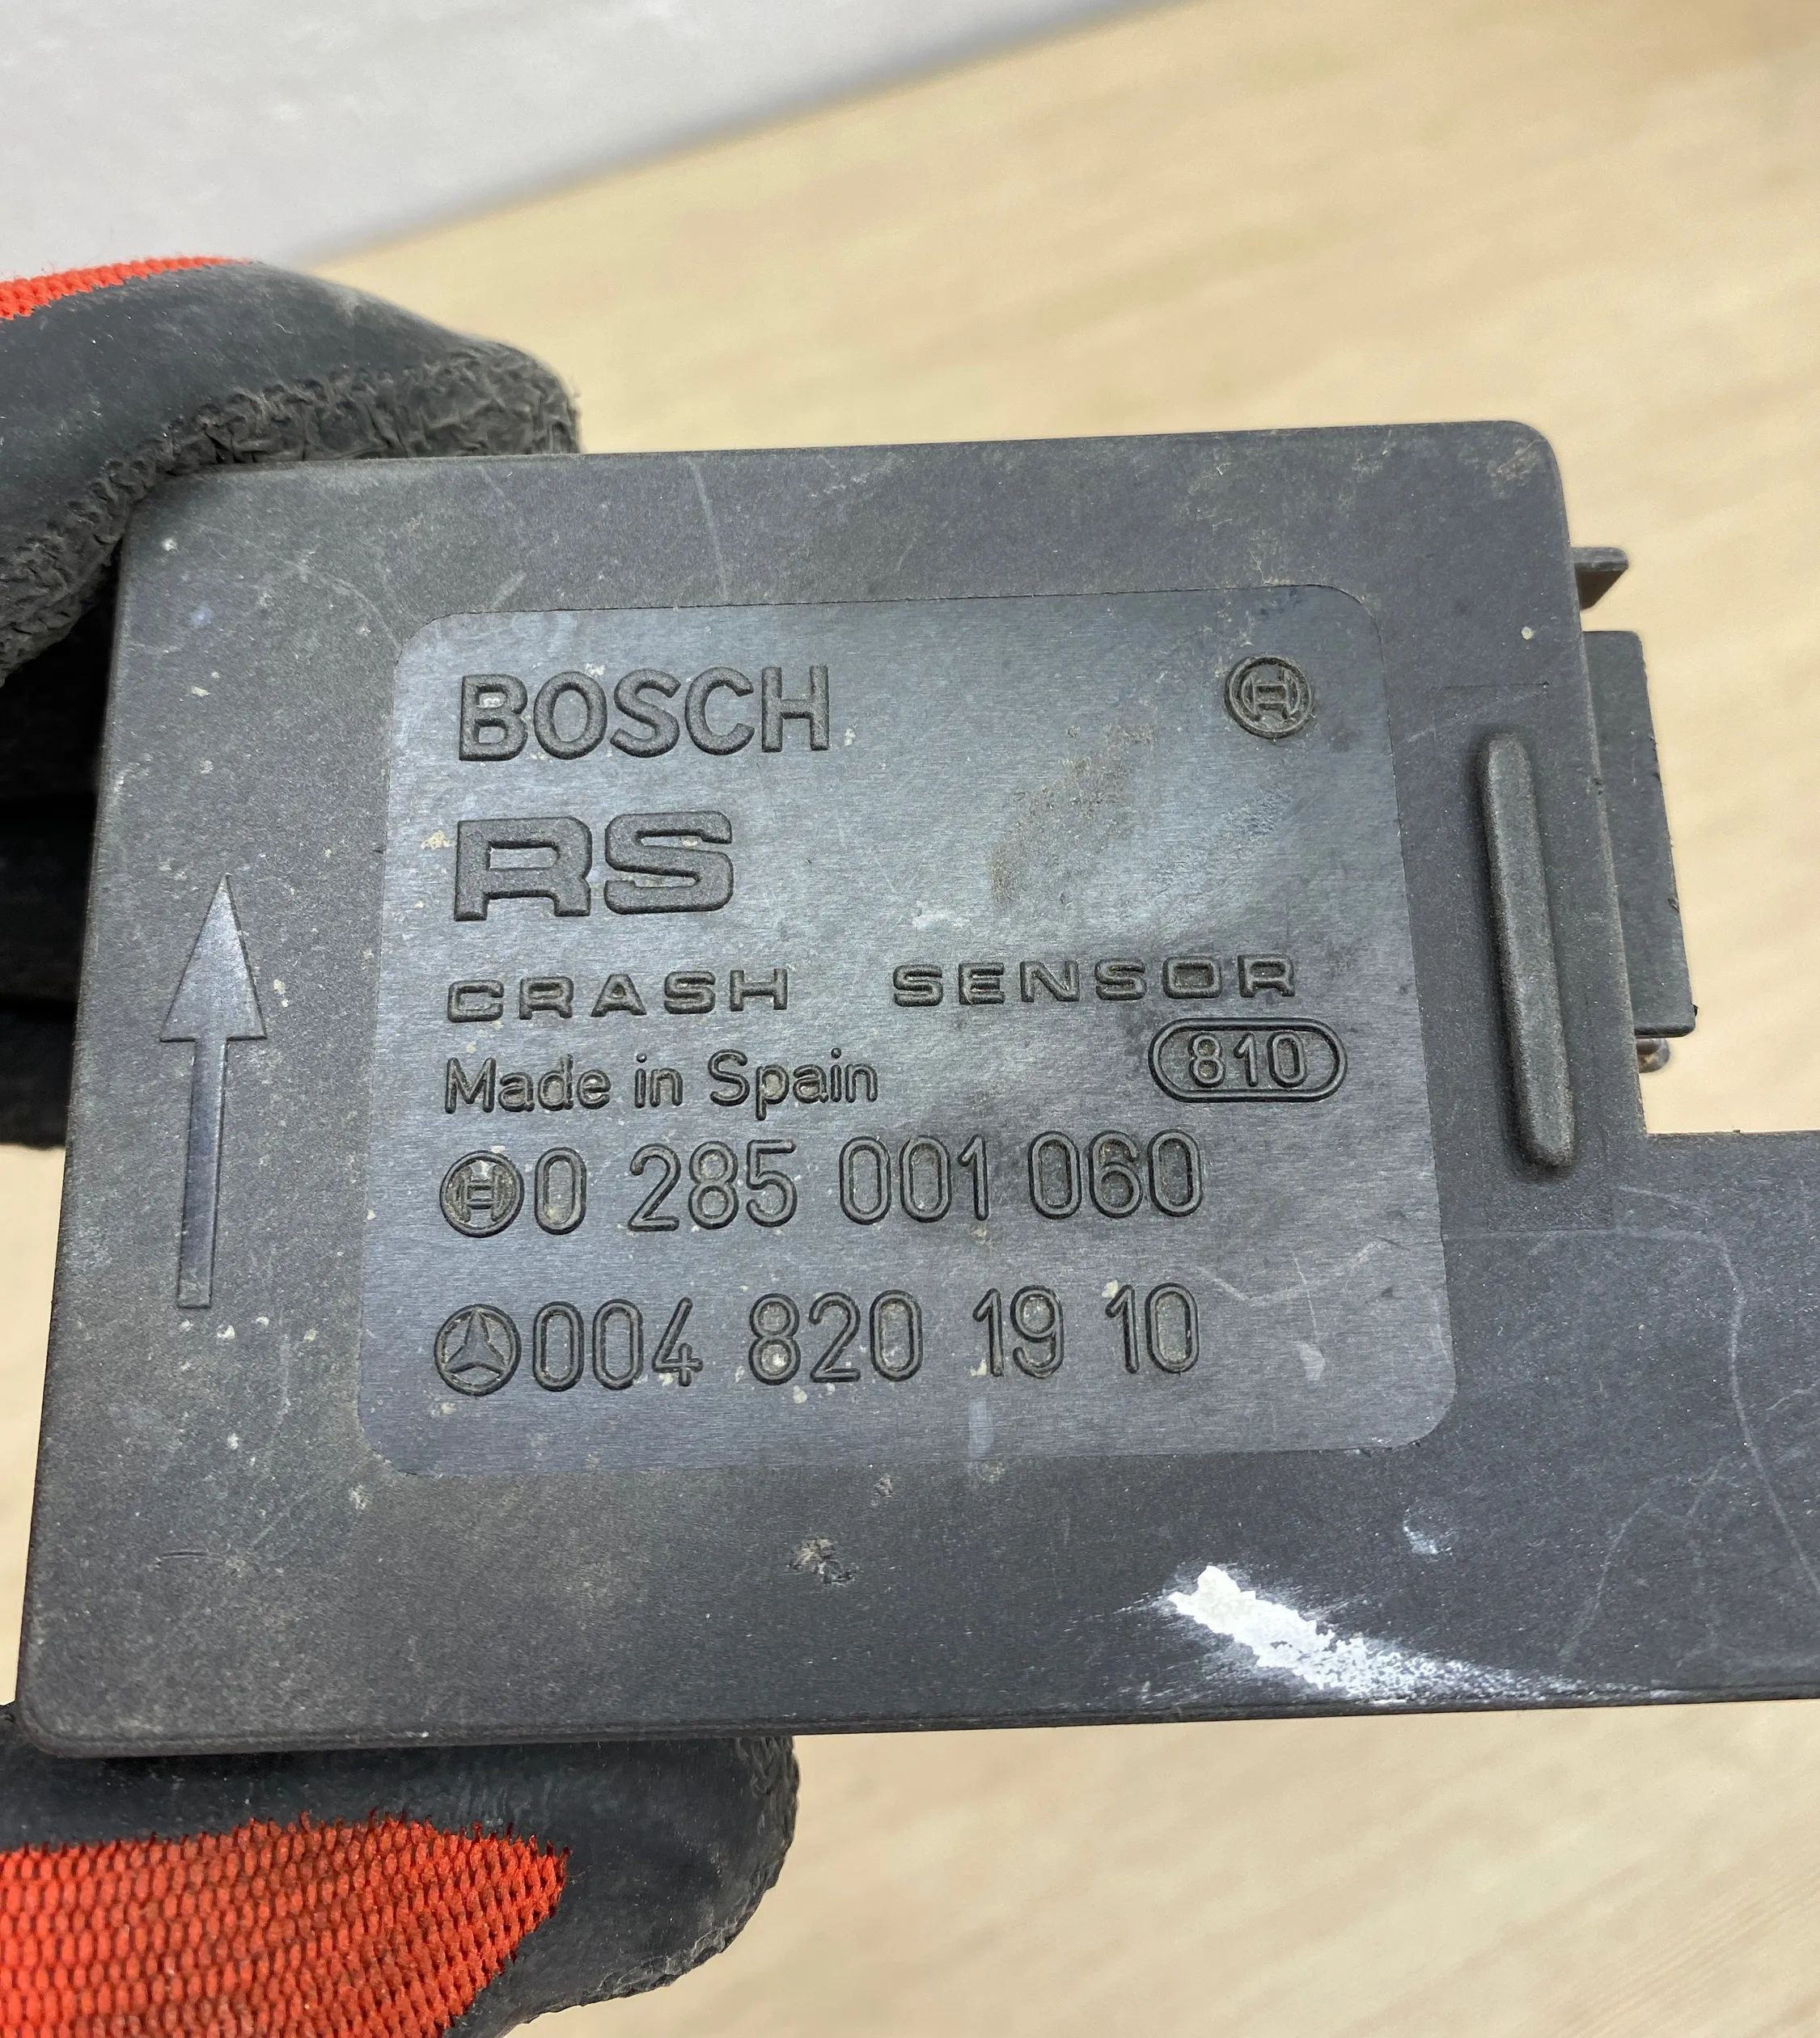 BOSCH
RS
CRASH SENSOR
Made in Spain 810
0 285 001 060
004 820 19 10